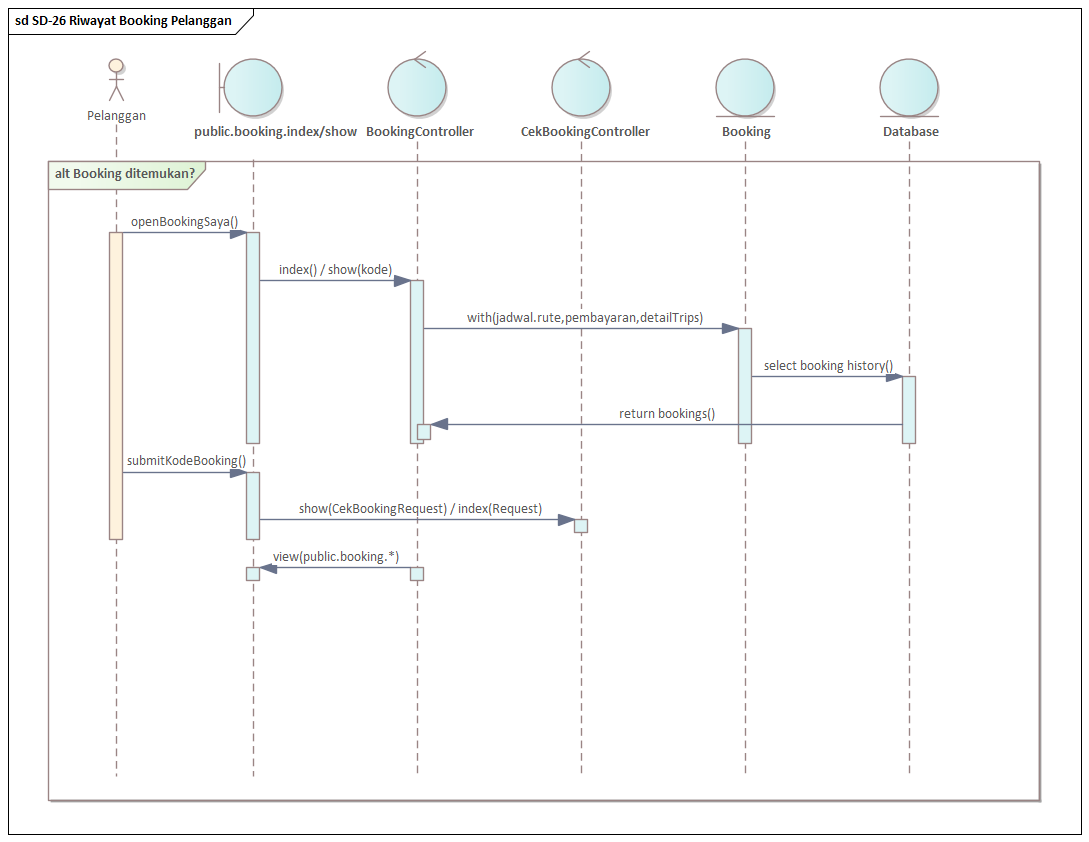 sd SD-26 Riwayat Booking Pelanggan
Pelanggan
public.booking.index/show
BookingController
CekBookingController
Booking
Database
alt Booking ditemukan?
openBookingSaya()
index() / show(kode)
with(jadwal.rute,pembayaran,detailTrips)
select booking history()
return bookings()
submitKodeBooking()
show(CekBookingRequest) / index(Request)
view(public.booking.*)